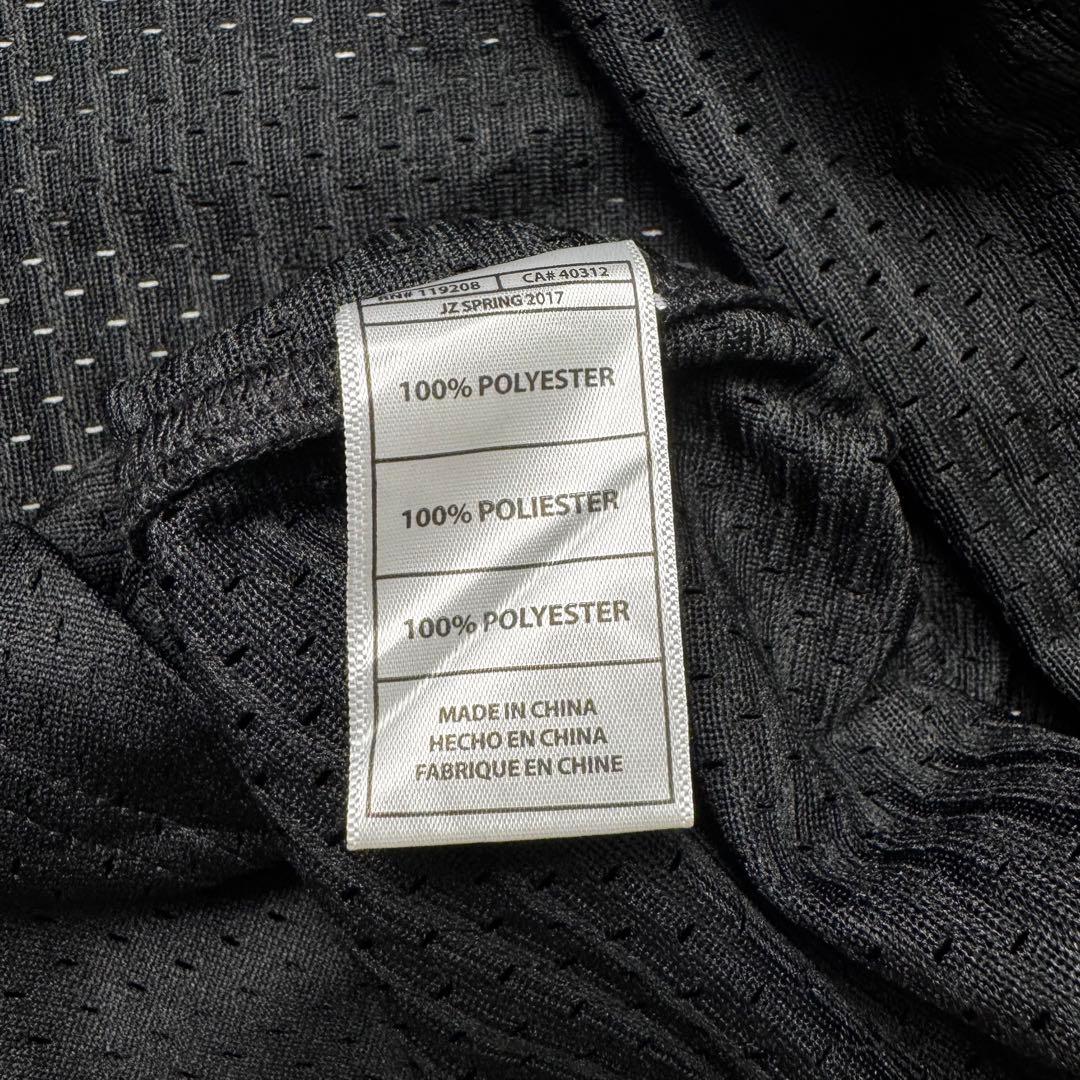 RN# 119208 CA# 40312
JZ SPRING 2017
100% POLYESTER
100% POLIESTER
100% POLYESTER
MADE IN CHINA
HECHO EN CHINA
FABRIQUE EN CHINE